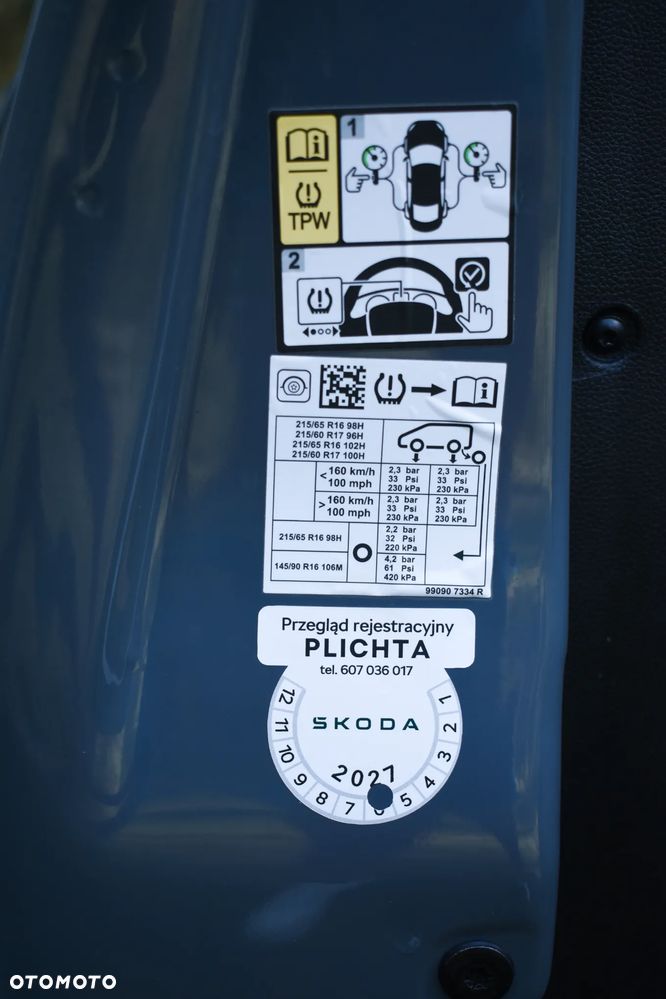 1
TPW
2
215/65 R16 98H
215/60 R17 96H
215/65 R16 102H
215/60 R17 100H
< 160 km/h
100 mph
2,3 bar
33 Psi
230 kPa
2,3 bar
33 Psi
230 kPa
> 160 km/h
100 mph
2,3 bar
33 Psi
230 kPa
2,3 bar
33 Psi
230 kPa
215/65 R16 98H
2,2 bar
32 Psi
220 kPa
145/90 R16 106M
4,2 bar
61 Psi
420 kPa
99090 7334 R
Przegląd rejestracyjny
PLICHTA
tel. 607 036 017
SKODA
2027
1
2
3
4
5
7
8
9
10
11
12
OTOMOTO